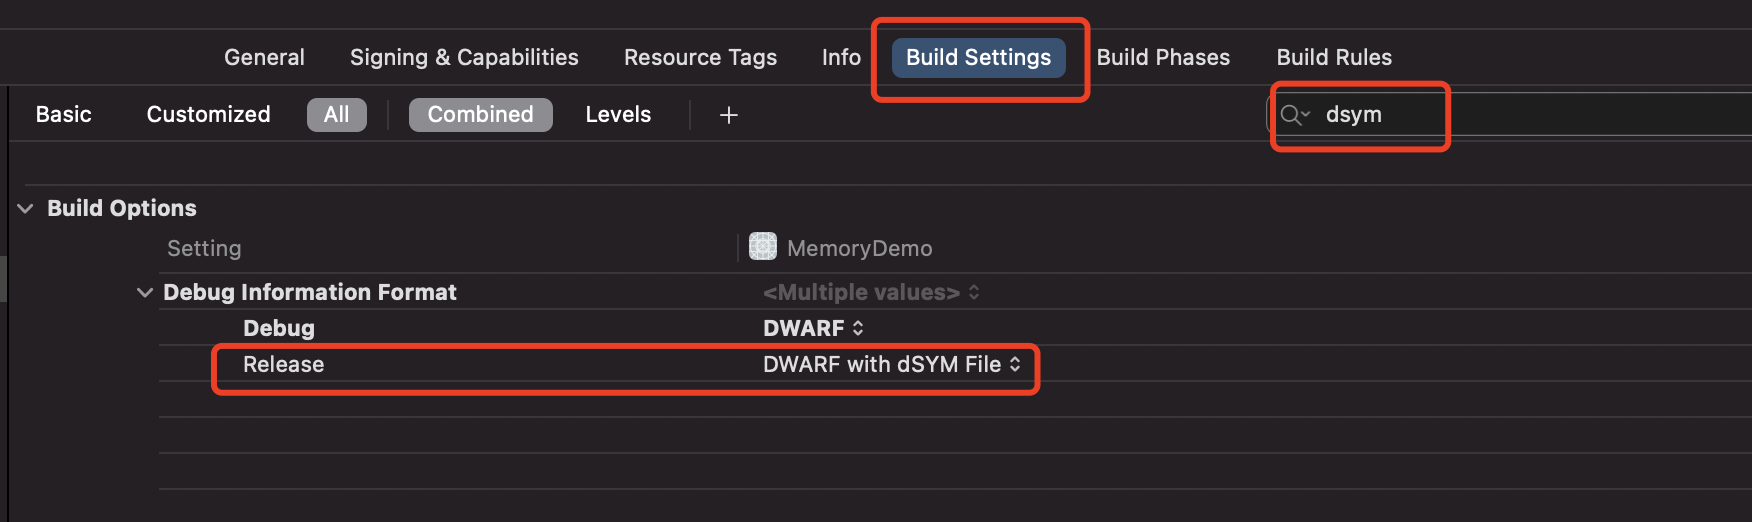 General Signing & Capabilities Resource Tags Info Build Settings Build Phases Build Rules
Basic Customized All Combined Levels + dsym
Build Options
Setting MemoryDemo
Debug Information Format <Multiple values>
Debug DWARF
Release DWARF with dSYM File